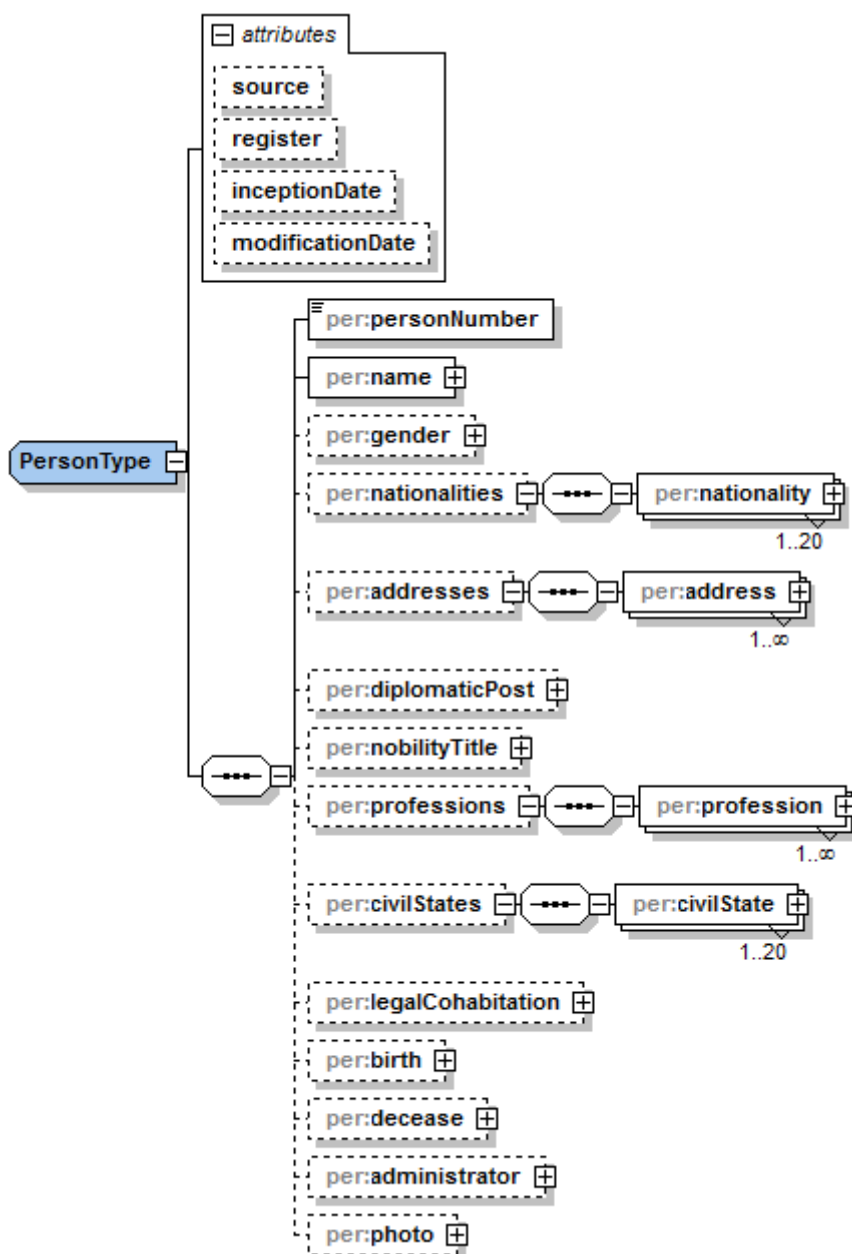 attributes
source
register
inceptionDate
modificationDate
per:personNumber
per:name
per:gender
PersonType
per:nationalities per:nationality
1..20
per:addresses per:address
1..∞
per:diplomaticPost
per:nobilityTitle
per:professions per:profession
1..∞
per:civilStates per:civilState
1..20
per:legalCohabitation
per:birth
per:decease
per:administrator
per:photo